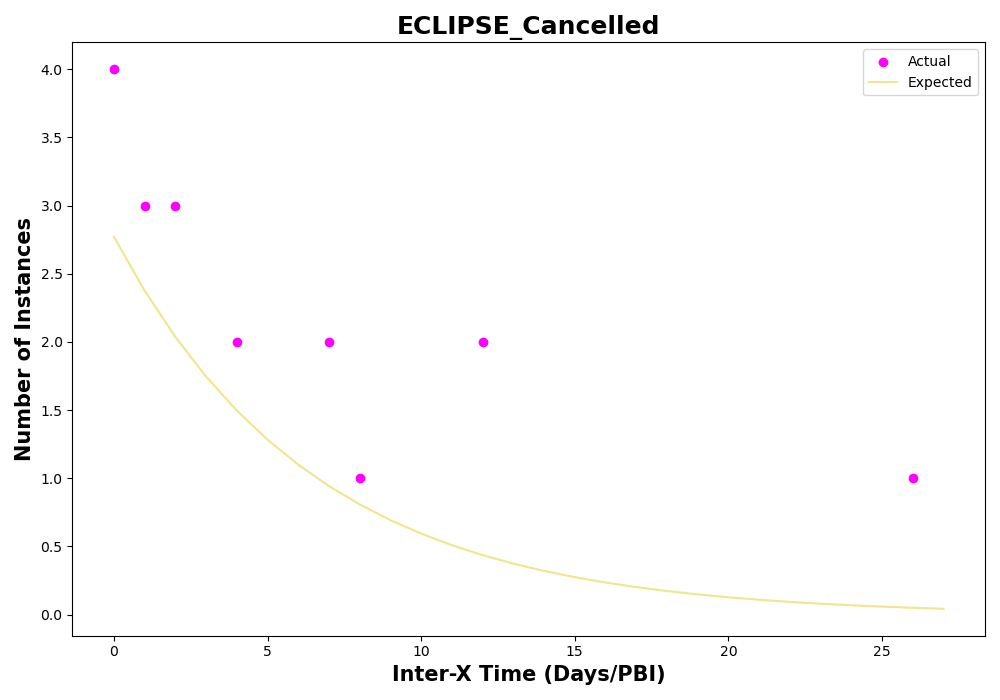 ECLIPSE_Cancelled
Actual
Expected
4.0
3.5
3.0
2.5
2.0
1.5
1.0
0.5
0.0
Number of Instances
0 5 10 15 20 25
Inter-X Time (Days/PBI)